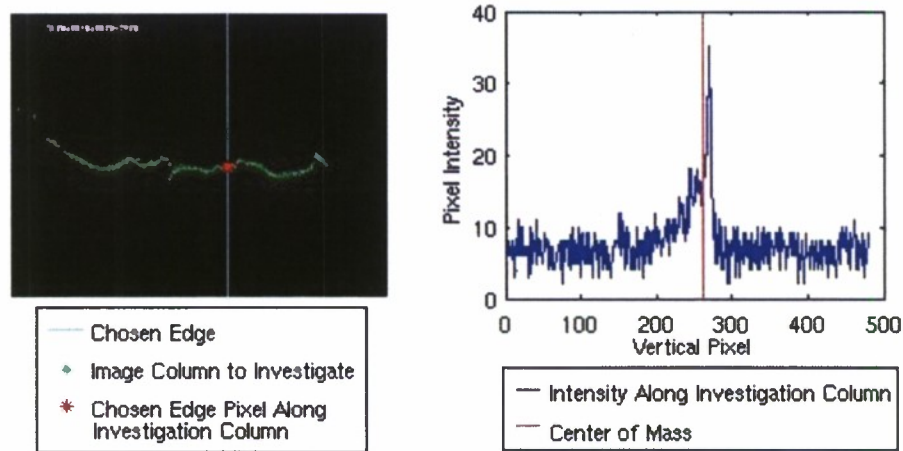 40
30
20
10
0
Pixel Intensity
0 100 200 300 400 500
Vertical Pixel
Chosen Edge
Image Column to Investigate
Chosen Edge Pixel Along
Investigation Column
Intensity Along Investigation Column
Center of Mass